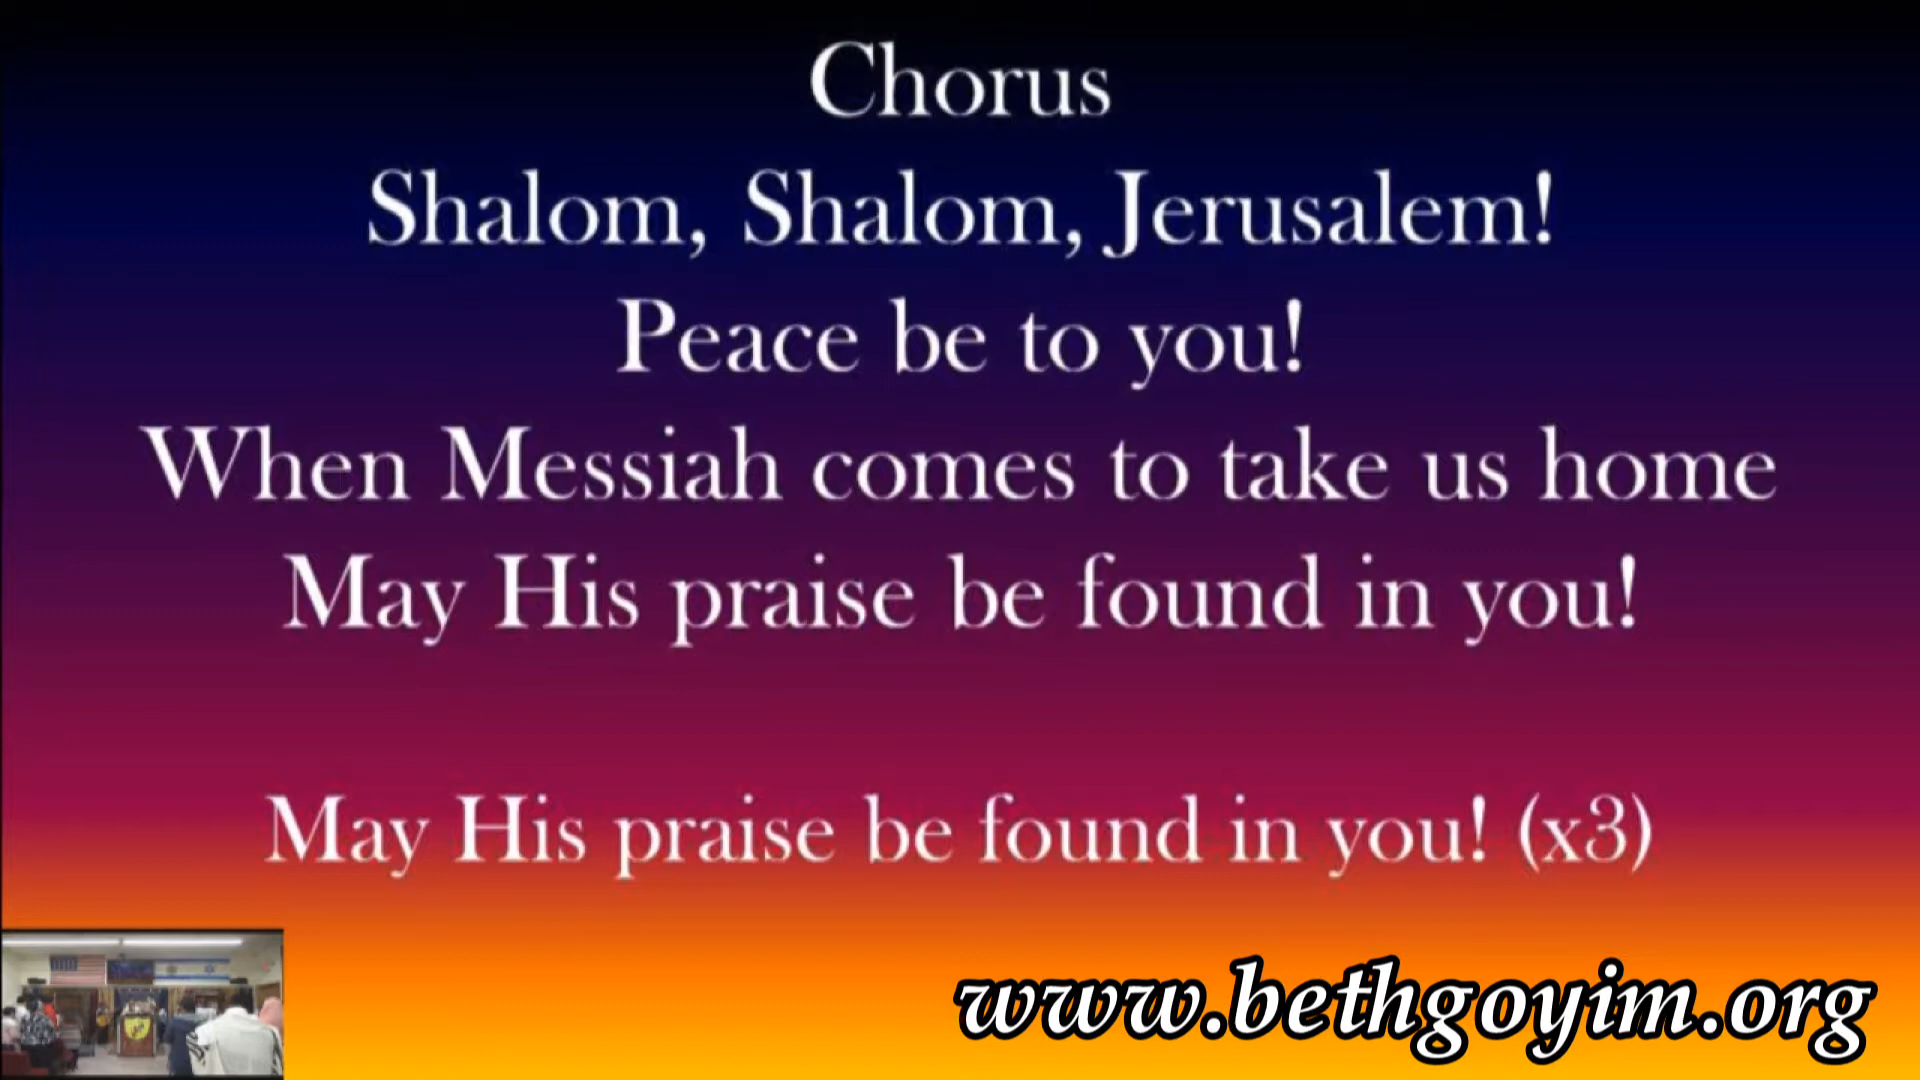 Chorus
Shalom, Shalom, Jerusalem!
Peace be to you!
When Messiah comes to take us home
May His praise be found in you!
May His praise be found in you! (x3)
www.bethgoyim.org